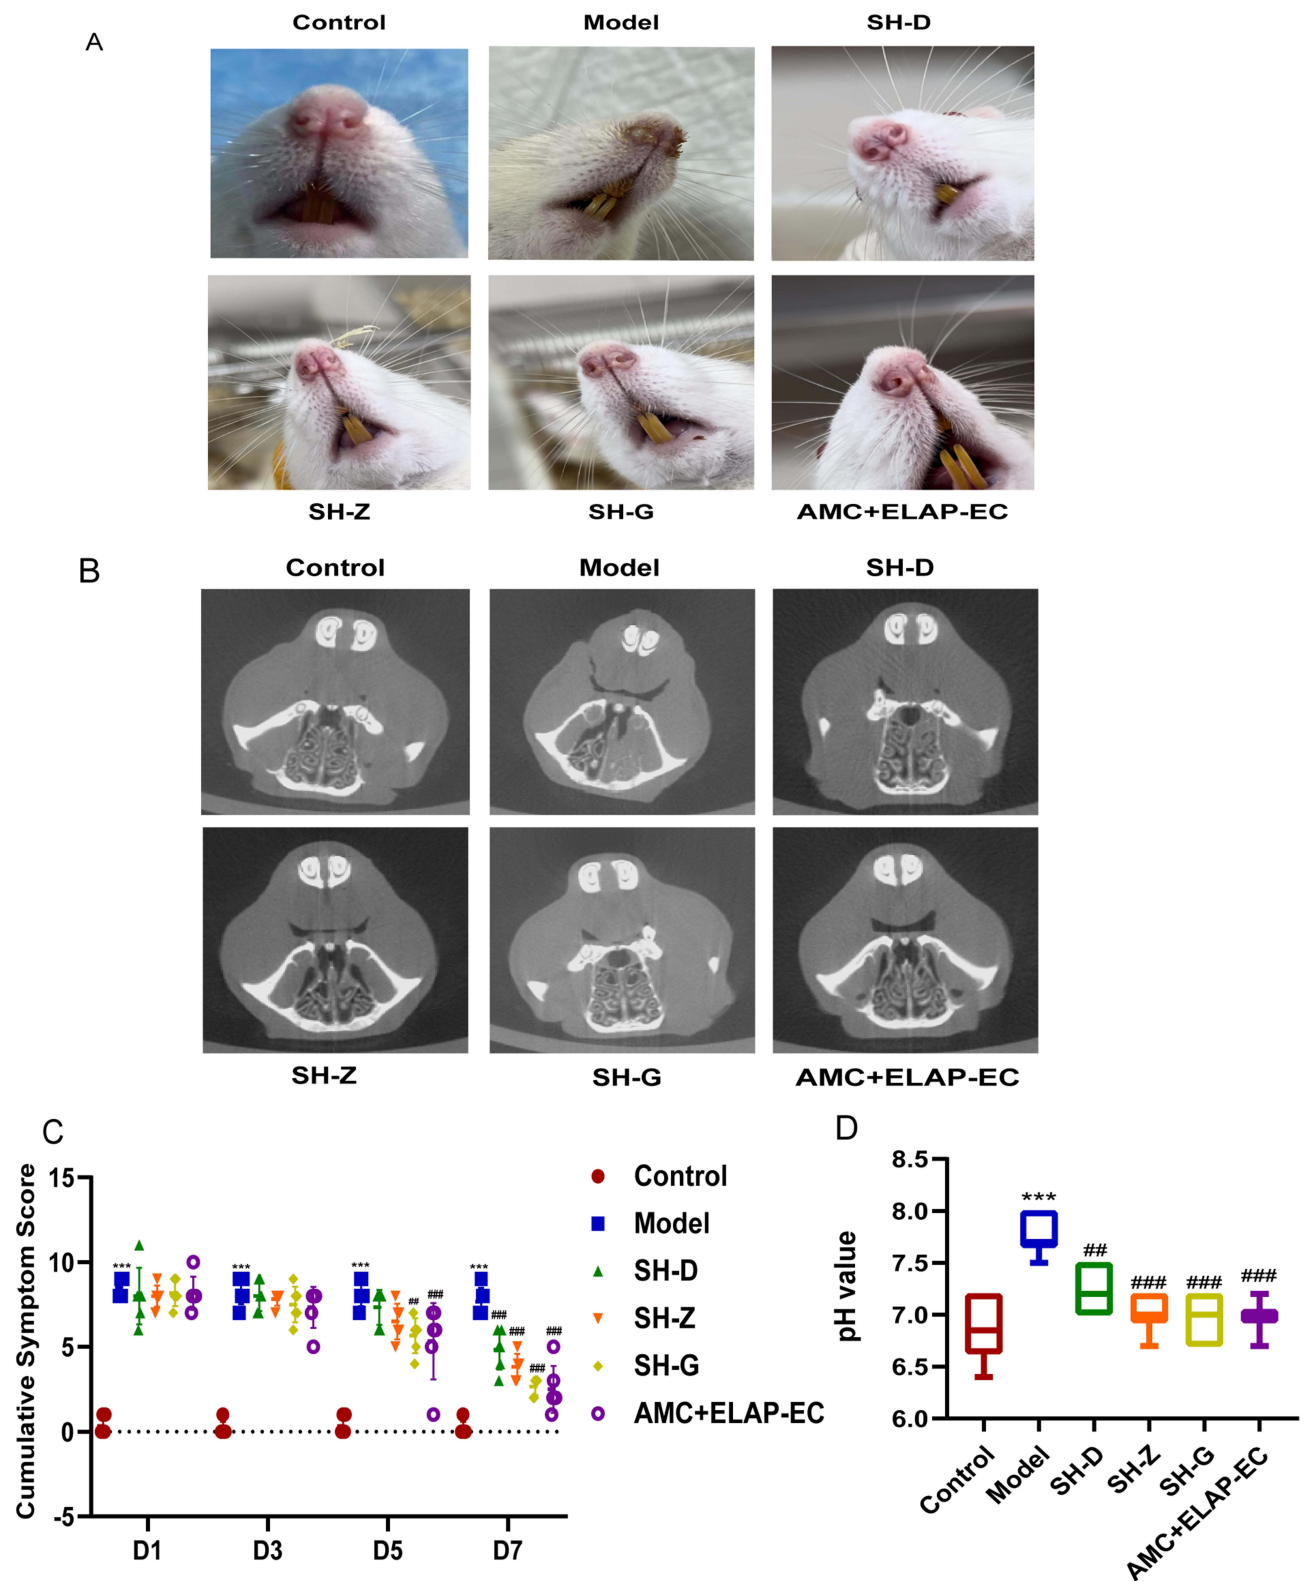 A
Control Model SH-D
SH-Z SH-G AMC+ELAP-EC
B
Control Model SH-D
SH-Z SH-G AMC+ELAP-EC
C
Cumulative Symptom Score
15
10
5
0
-5
*** *** *** ***
## ###
### ### ### ###
D1 D3 D5 D7
Control
Model
SH-D
SH-Z
SH-G
AMC+ELAP-EC
D
pH value
8.5
8.0
7.5
7.0
6.5
6.0
***
## ### ### ###
Control Model SH-D SH-Z SH-G AMC+ELAP-EC